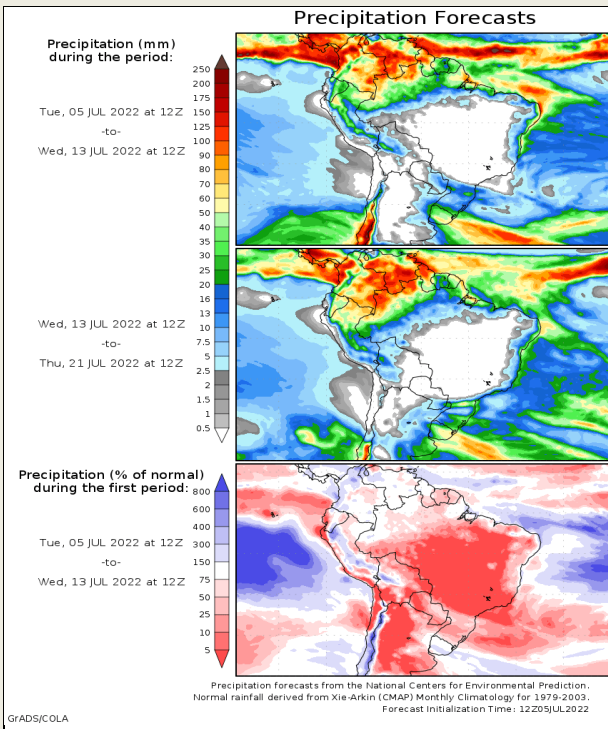 Precipitation Forecasts
Precipitation (mm)
during the period:
Tue, 05 JUL 2022 at 12Z
-to-
Wed, 13 JUL 2022 at 12Z
250
200
175
150
125
100
90
80
70
60
50
40
35
30
25
20
16
13
10
7.5
5
2.5
2
1.5
1
0.5
Wed, 13 JUL 2022 at 12Z
-to-
Thu, 21 JUL 2022 at 12Z
Precipitation (% of normal)
during the first period:
Tue, 05 JUL 2022 at 12Z
-to-
Wed, 13 JUL 2022 at 12Z
800
600
400
300
150
75
50
25
10
5
Precipitation forecasts from the National Centers for Environmental Prediction.
Normal rainfall derived from Xie-Arkin (CMAP) Monthly Climatology for 1979-2003.
Forecast Initialization Time: 12Z05JUL2022
GrADS/COLA